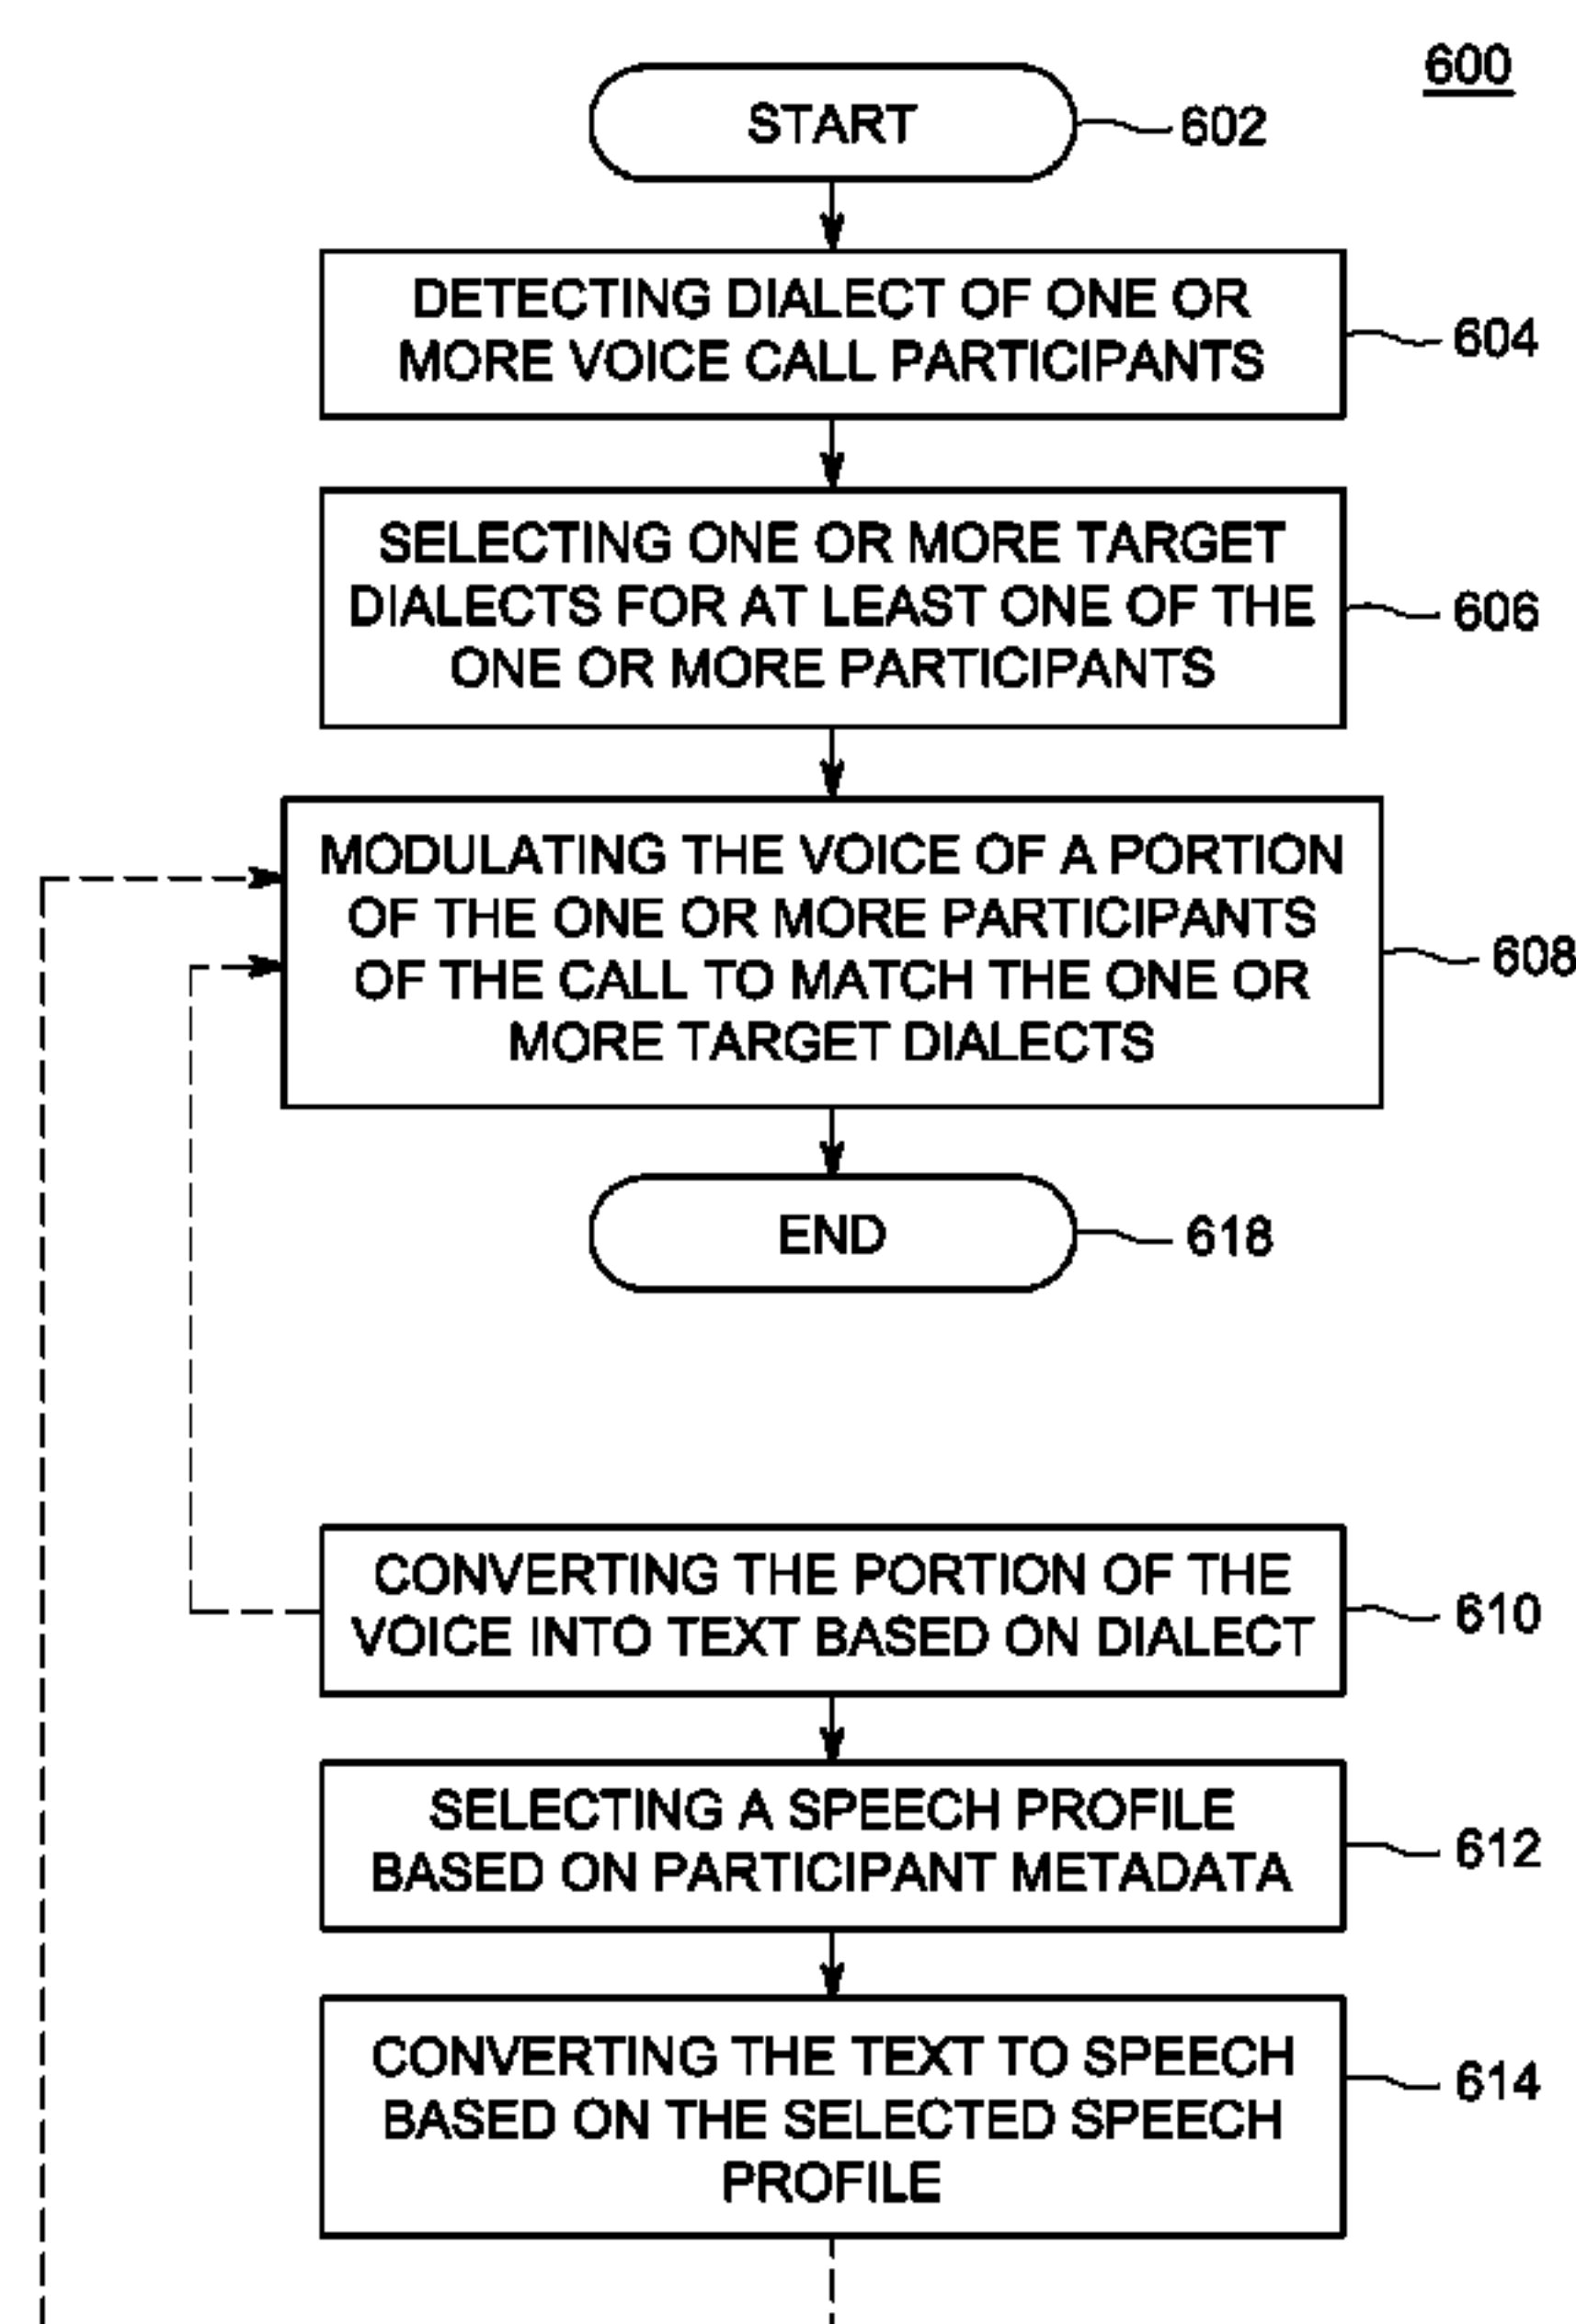 600
START
602
DETECTING DIALECT OF ONE OR
MORE VOICE CALL PARTICIPANTS
604
SELECTING ONE OR MORE TARGET
DIALECTS FOR AT LEAST ONE OF THE
ONE OR MORE PARTICIPANTS
606
MODULATING THE VOICE OF A PORTION
OF THE ONE OR MORE PARTICIPANTS
OF THE CALL TO MATCH THE ONE OR
MORE TARGET DIALECTS
608
END
618
CONVERTING THE PORTION OF THE
VOICE INTO TEXT BASED ON DIALECT
610
SELECTING A SPEECH PROFILE
BASED ON PARTICIPANT METADATA
612
CONVERTING THE TEXT TO SPEECH
BASED ON THE SELECTED SPEECH
PROFILE
614